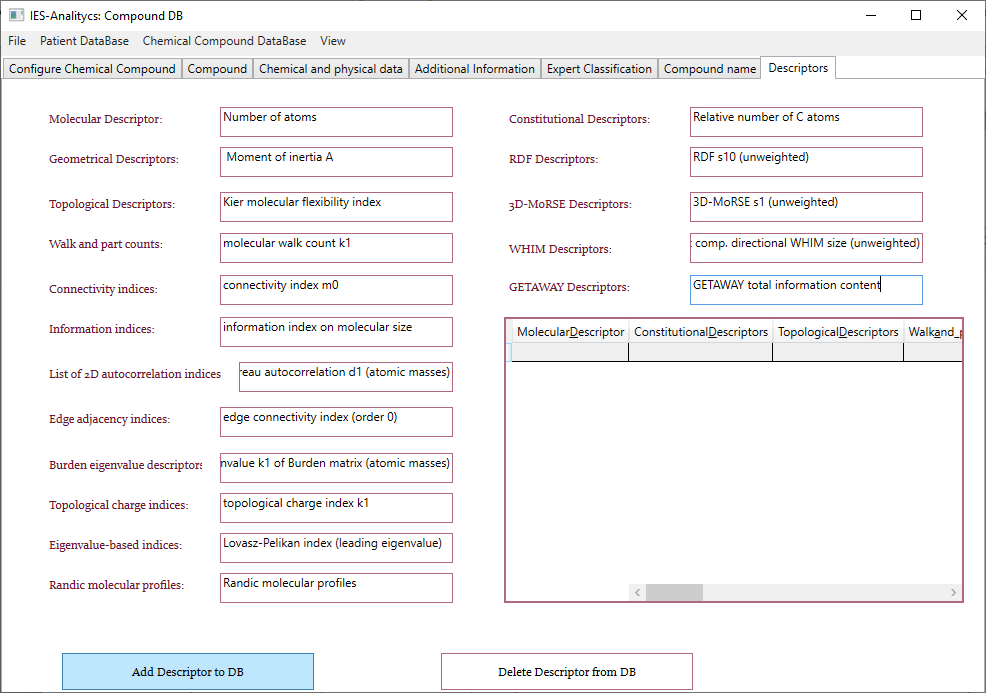 IES-Analitycs: Compound DB
File Patient DataBase Chemical Compound DataBase View
Configure Chemical Compound Compound Chemical and physical data Additional Information Expert Classification Compound name Descriptors
Molecular Descriptor: Number of atoms
Constitutional Descriptors: Relative number of C atoms
Geometrical Descriptors: Moment of inertia A
RDF Descriptors: RDF s10 (unweighted)
Topological Descriptors: Kier molecular flexibility index
3D-MoRSE Descriptors: 3D-MoRSE s1 (unweighted)
Walk and part counts: molecular walk count k1
WHIM Descriptors: comp. directional WHIM size (unweighted)
Connectivity indices: connectivity index m0
GETAWAY Descriptors: GETAWAY total information content
Information indices: information index on molecular size
MolecularDescriptor ConstitutionalDescriptors TopologicalDescriptors Walkand_p
List of 2D autocorrelation indices reau autocorrelation d1 (atomic masses)
Edge adjacency indices: edge connectivity index (order 0)
Burden eigenvalue descriptors nvalue k1 of Burden matrix (atomic masses)
Topological charge indices: topological charge index k1
Eigenvalue-based indices: Lovasz-Pelikan index (leading eigenvalue)
Randic molecular profiles: Randic molecular profiles
Add Descriptor to DB Delete Descriptor from DB